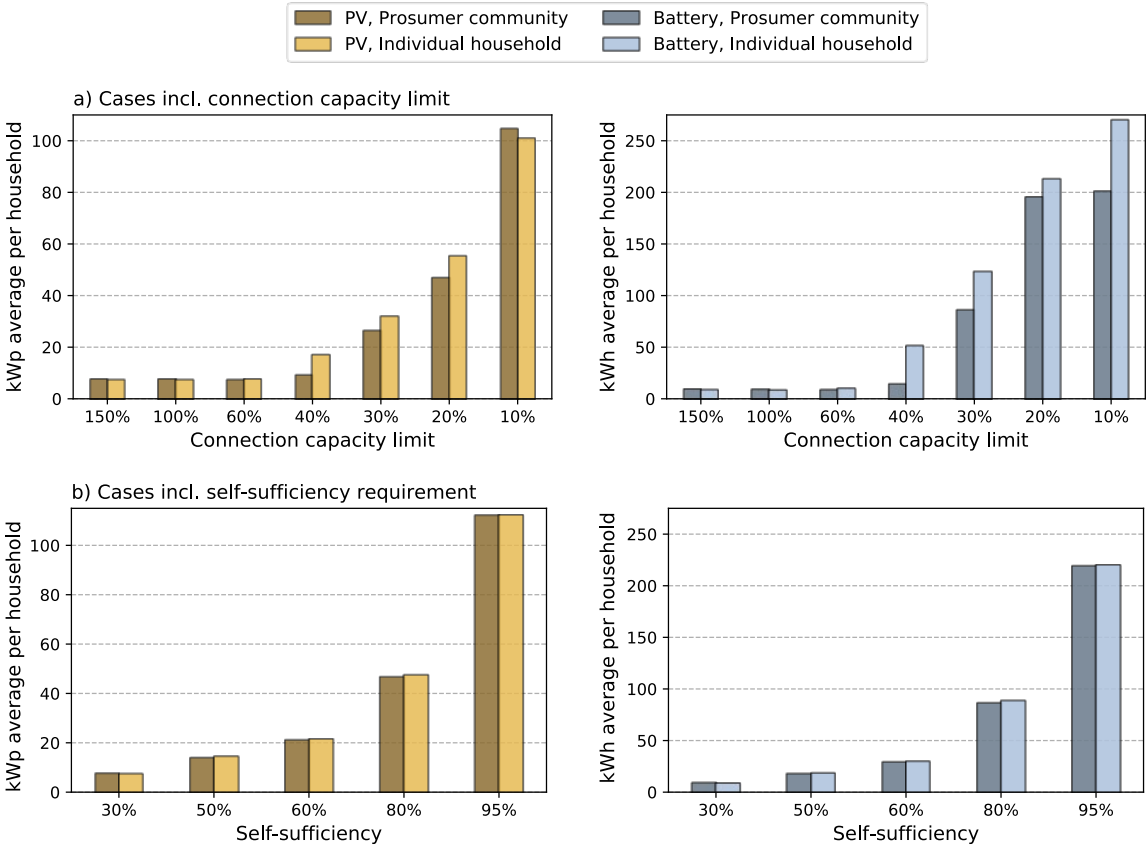 PV, Prosumer community
PV, Individual household
Battery, Prosumer community
Battery, Individual household
a) Cases incl. connection capacity limit
kWp average per household
100
80
60
40
20
0
150% 100% 60% 40% 30% 20% 10%
Connection capacity limit
kWh average per household
250
200
150
100
50
0
150% 100% 60% 40% 30% 20% 10%
Connection capacity limit
b) Cases incl. self-sufficiency requirement
kWp average per household
100
80
60
40
20
0
30% 50% 60% 80% 95%
Self-sufficiency
kWh average per household
250
200
150
100
50
0
30% 50% 60% 80% 95%
Self-sufficiency